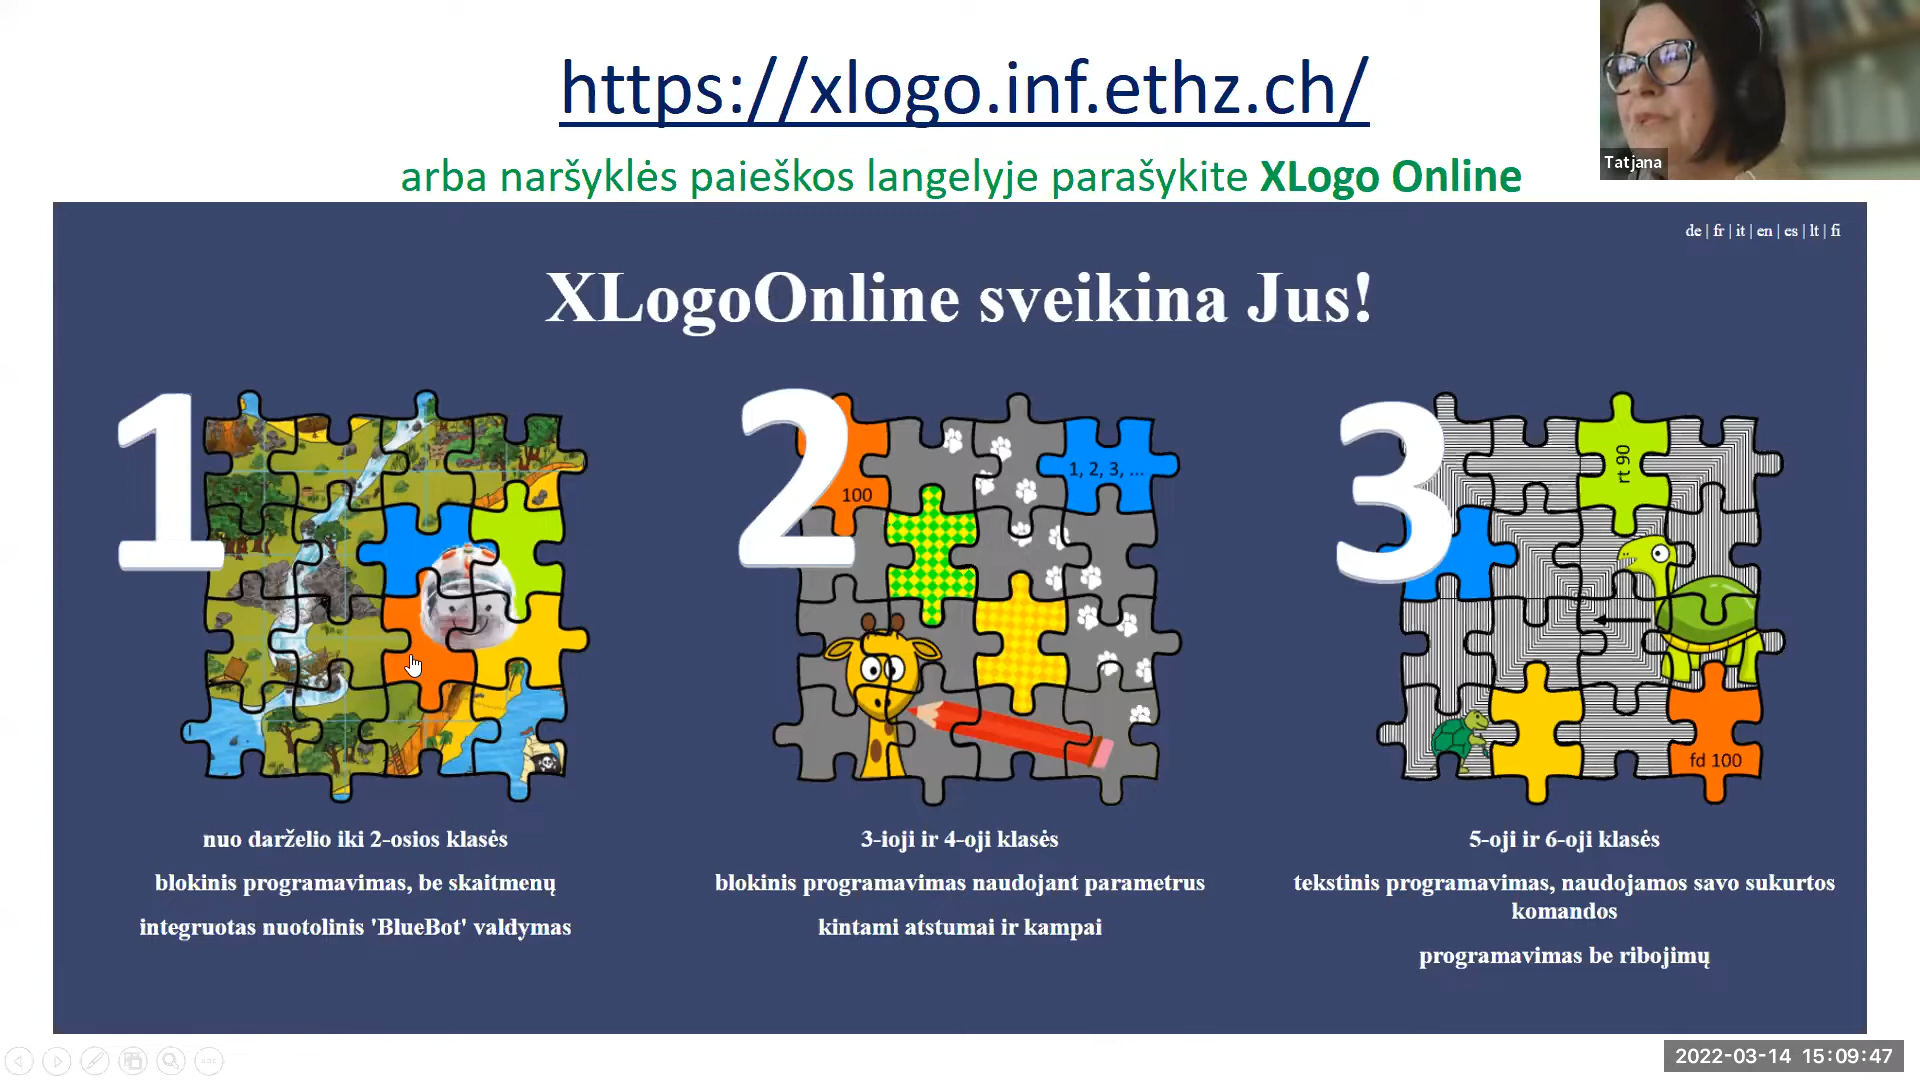 https://xlogo.inf.ethz.ch/
arba naršyklės paieškos langelyje parašykite XLogo Online
Tatjana
de | fr | it | en | es | lt | fi
XLogoOnline sveikina Jus!
1
2
3
100
1, 2, 3, ...
rt 90
fd 100
nuo darželio iki 2-osios klasės
blokinis programavimas, be skaitmenų
integruotas nuotolinis 'BlueBot' valdymas
3-ioji ir 4-oji klasės
blokinis programavimas naudojant parametrus
kintami atstumai ir kampai
5-oji ir 6-oji klasės
tekstinis programavimas, naudojamos savo sukurtos
komandos
programavimas be ribojimų
2022-03-14 15:09:47